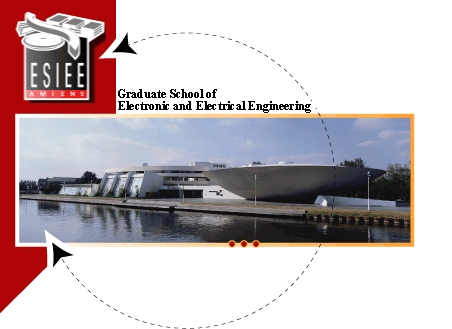 ESIEE
AMIENS
Graduate School of
Electronic and Electrical Engineering